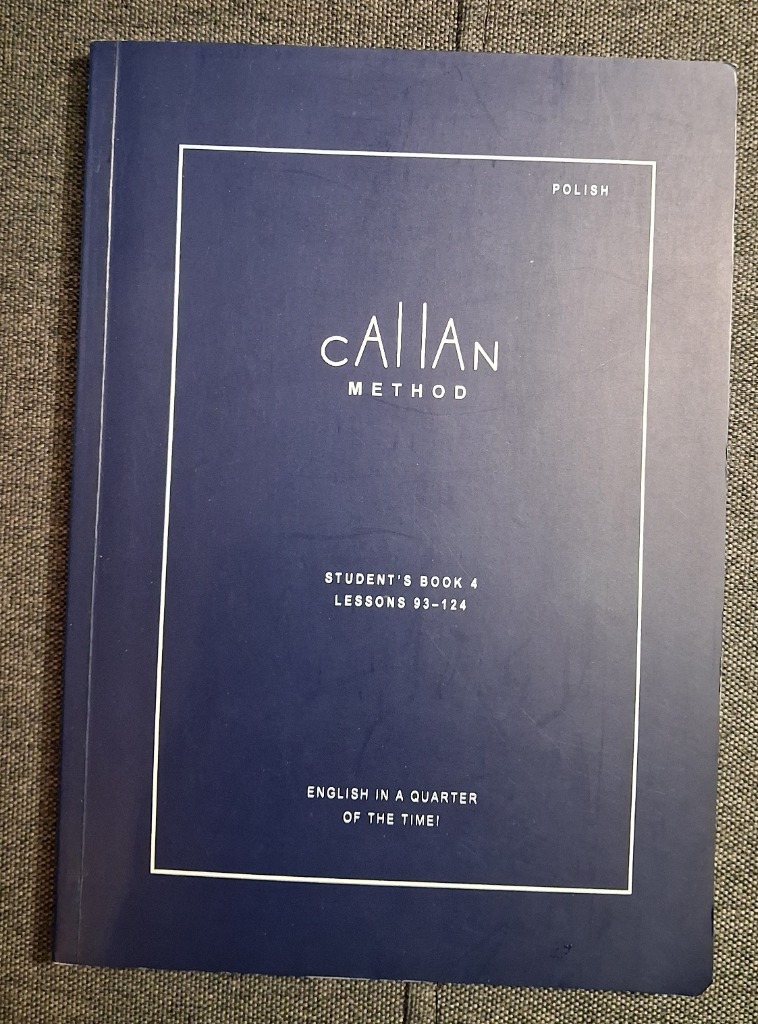 POLISH
CALLAN
METHOD
STUDENT'S BOOK 4
LESSONS 93–124
ENGLISH IN A QUARTER
OF THE TIME!